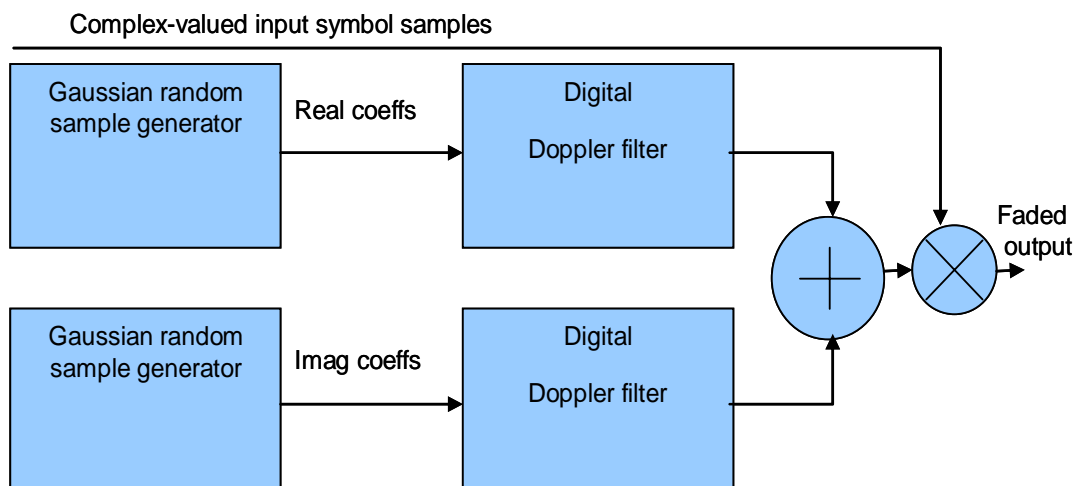 Complex-valued input symbol samples
Gaussian random
sample generator
Real coeffs
Digital
Doppler filter
Faded
output
Gaussian random
sample generator
Imag coeffs
Digital
Doppler filter